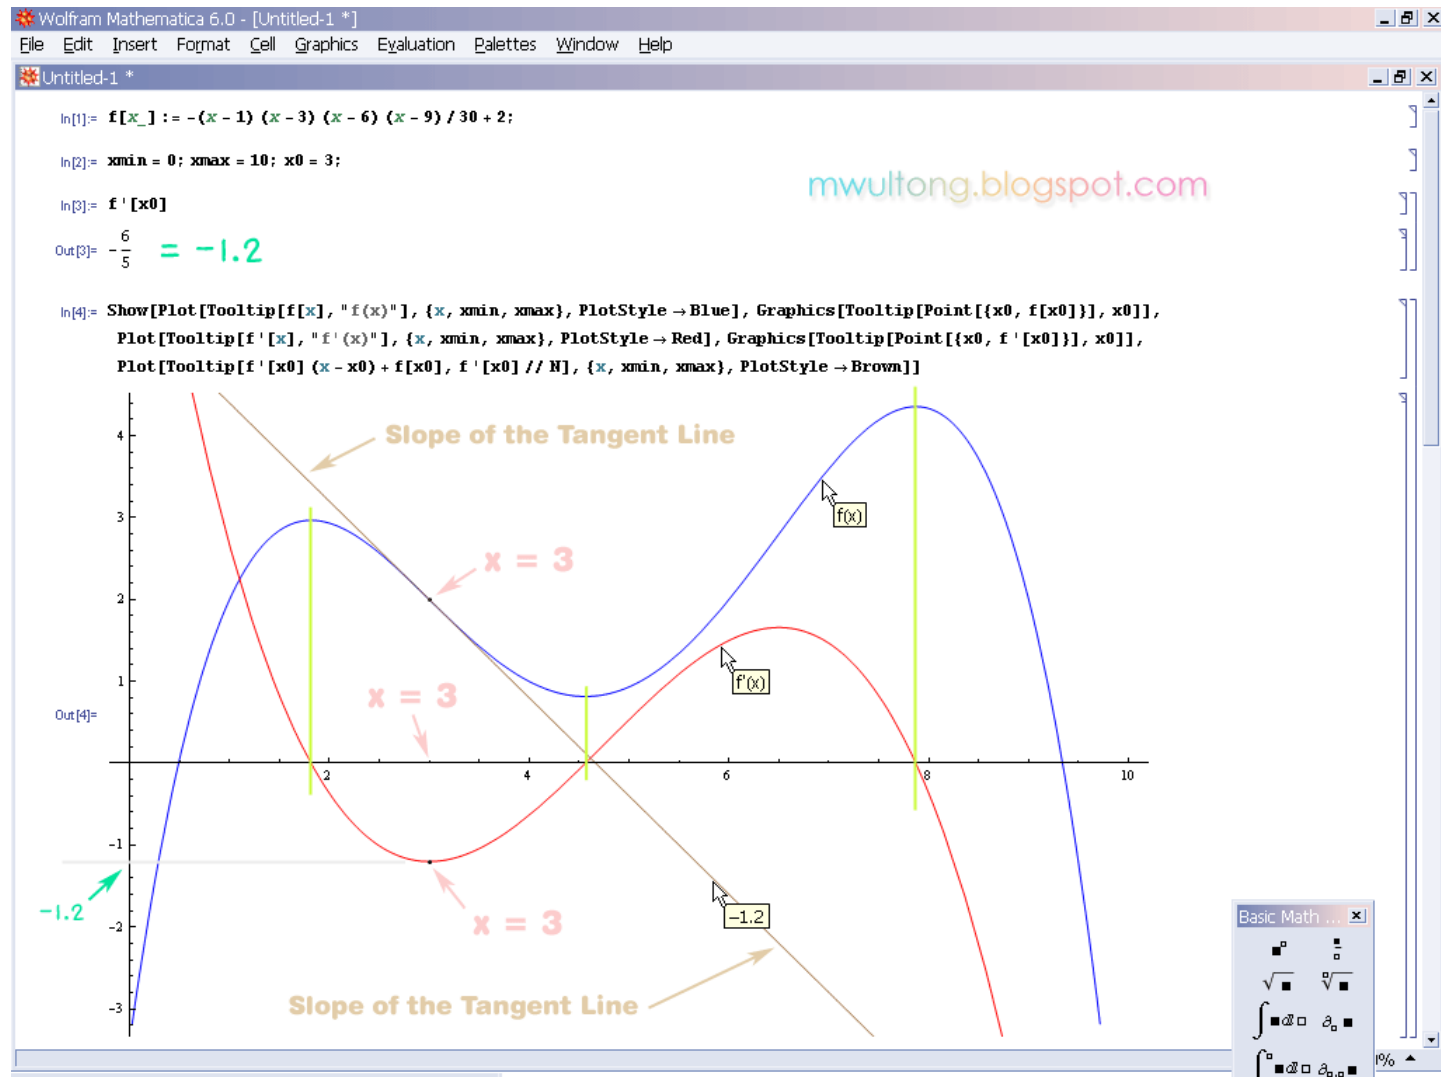 Wolfram Mathematica 6.0 - [Untitled-1 *]
File Edit Insert Format Cell Graphics Evaluation Palettes Window Help
Untitled-1 *
In[1]:= f[x_] := -(x - 1) (x - 3) (x - 6) (x - 9) / 30 + 2;
In[2]:= xmin = 0; xmax = 10; x0 = 3;
mwultong.blogspot.com
In[3]:= f '[x0]
Out[3]= -6/5 = -1.2
In[4]:= Show[Plot[Tooltip[f[x], "f(x)"], {x, xmin, xmax}, PlotStyle → Blue], Graphics[Tooltip[Point[{x0, f[x0]}], x0]],
Plot[Tooltip[f '[x], "f'(x)"], {x, xmin, xmax}, PlotStyle → Red], Graphics[Tooltip[Point[{x0, f '[x0]}], x0]],
Plot[Tooltip[f '[x0] (x - x0) + f[x0], f '[x0] // N], {x, xmin, xmax}, PlotStyle → Brown]]
4
Slope of the Tangent Line
3
f(x)
x = 3
2
1
f'(x)
x = 3
Out[4]=
2 4 6 8 10
-1
-1.2
x = 3
-1.2
-2
Slope of the Tangent Line
-3
Basic Math ...